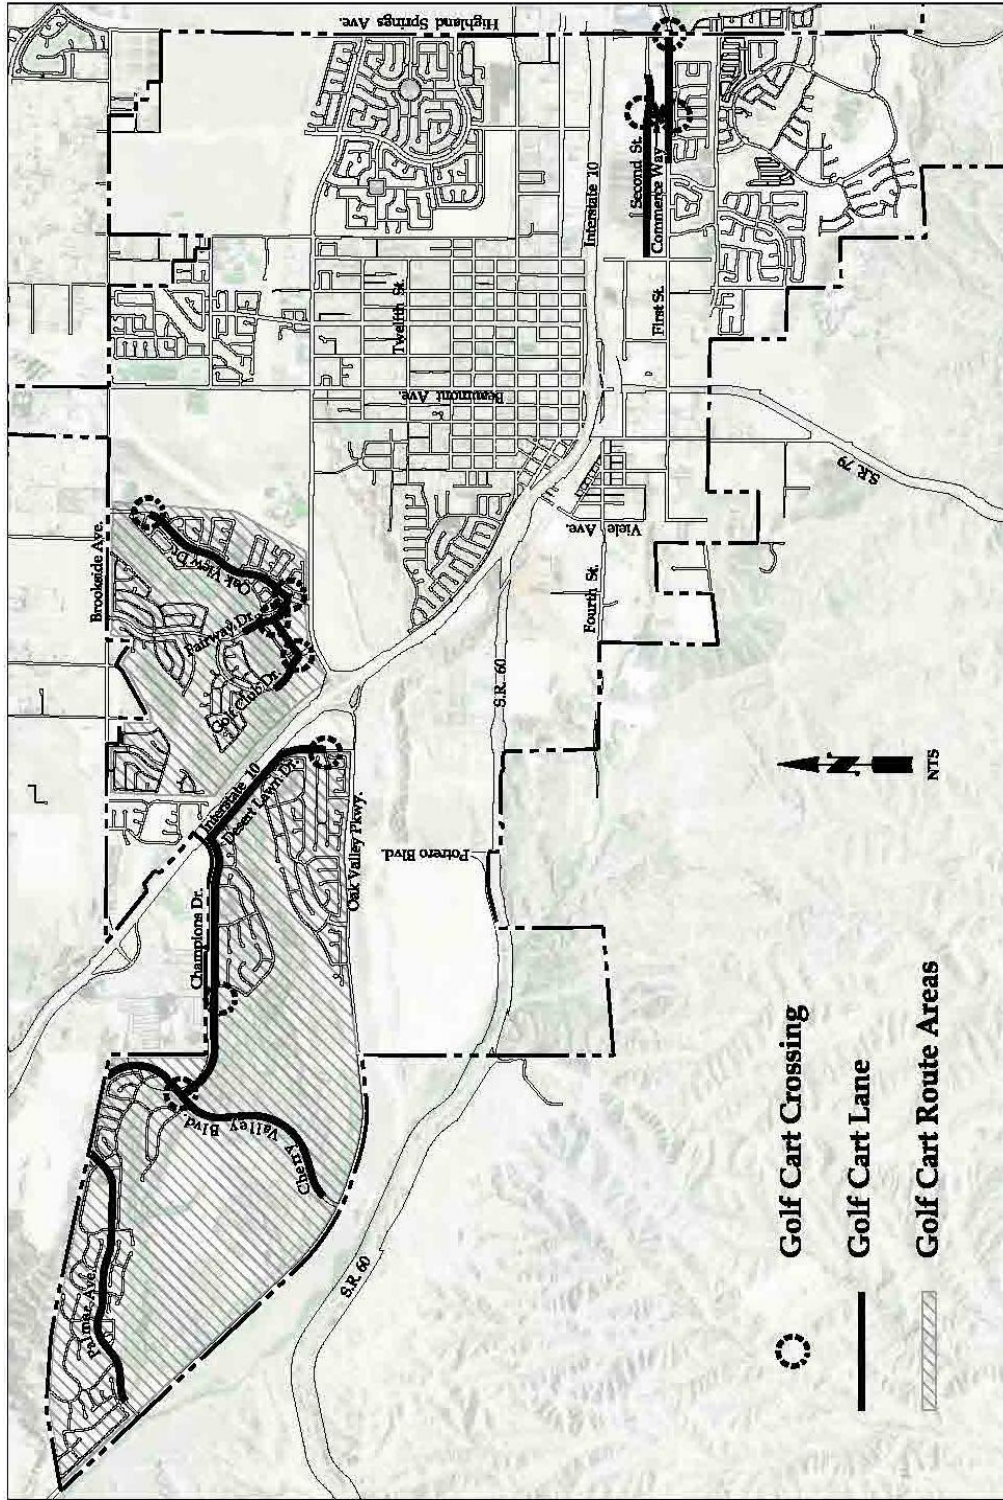 Highland Springs Ave.
Interstate 10
Second St.
Commerce Way
First St.
Twelfth St.
Beaumont Ave.
S.R. 79
Viele Ave.
Fourth St.
Brookside Ave.
Oak View Dr.
Fairway Dr.
Golf Club Dr.
S.R. 60
Interstate 10
Desert Lawn Dr.
Oak Valley Pkwy.
Potrero Blvd.
Champions Dr.
Cherry Valley Blvd.
Palmer Ave.
S.R. 60
N
NTS
Golf Cart Crossing
Golf Cart Lane
Golf Cart Route Areas